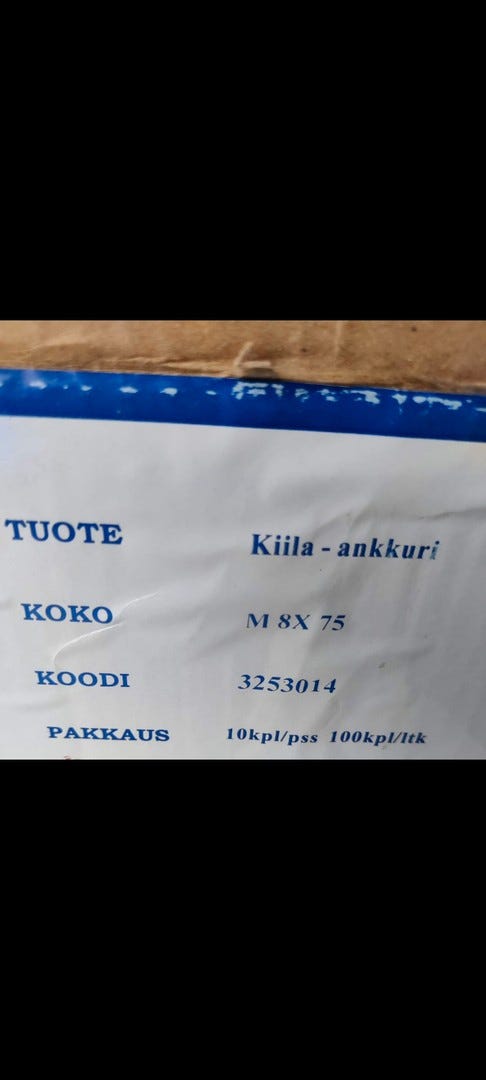 TUOTE Kiila - ankkuri
KOKO M 8X 75
KOODI 3253014
PAKKAUS 10kpl/pss 100kpl/ltk